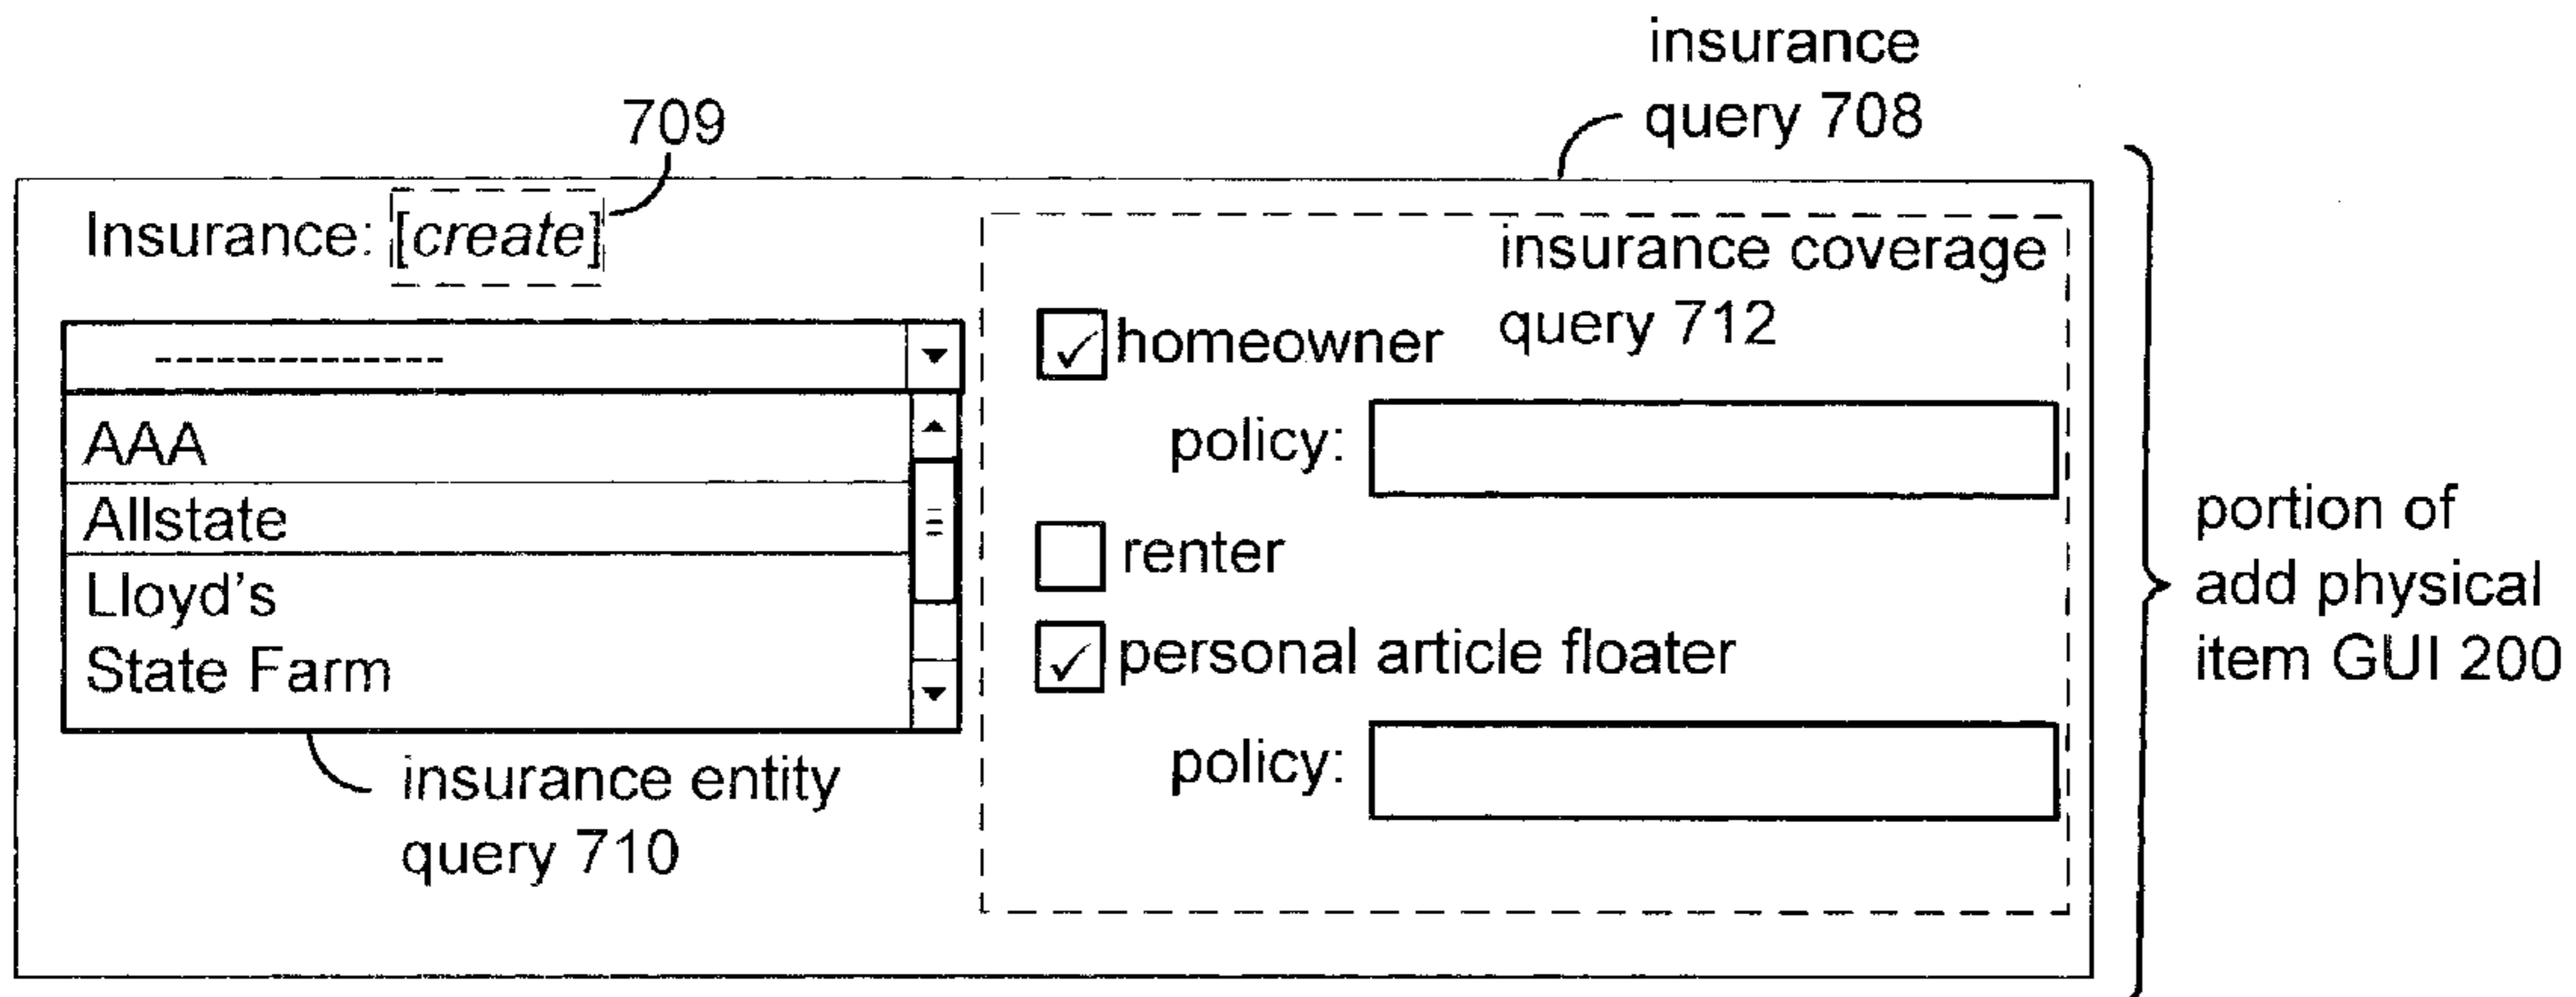 insurance
query 708
709
Insurance: [create]
--------------
AAA
Allstate
Lloyd's
State Farm
insurance entity
query 710
insurance coverage
query 712
homeowner
policy:
renter
personal article floater
policy:
portion of
add physical
item GUI 200